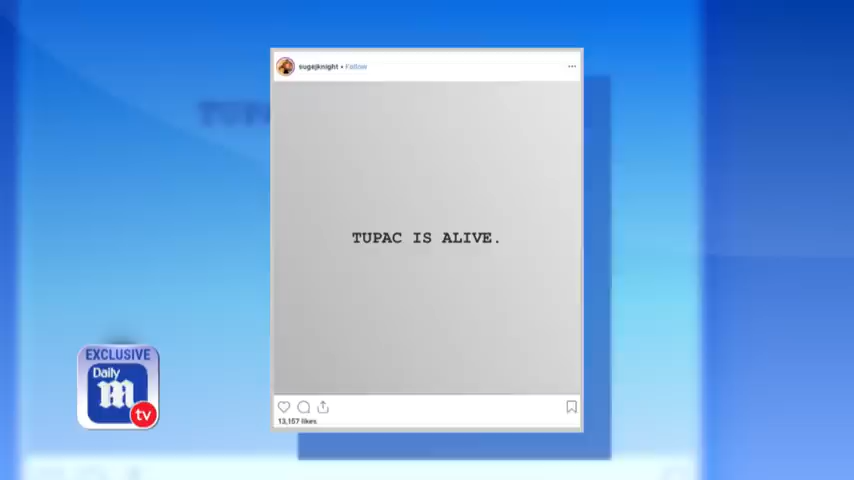 sugejknight • Follow
TUPAC IS ALIVE.
13,157 likes
EXCLUSIVE
Daily
M
tv